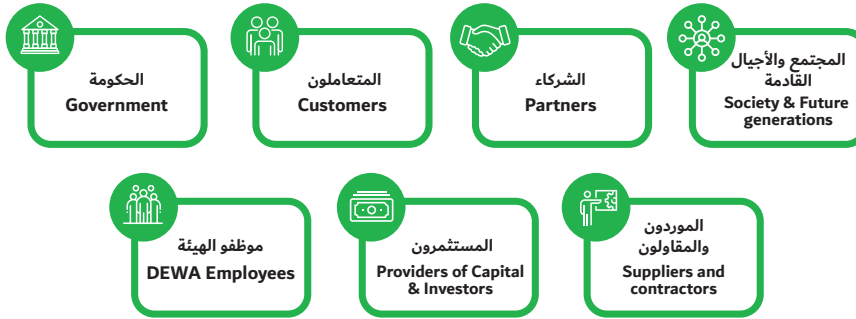 الحكومة
Government
المتعاملون
Customers
الشركاء
Partners
المجتمع والأجيال
القادمة
Society & Future
generations
موظفو الهيئة
DEWA Employees
المستثمرون
Providers of Capital
& Investors
الموردون
والمقاولون
Suppliers and
contractors